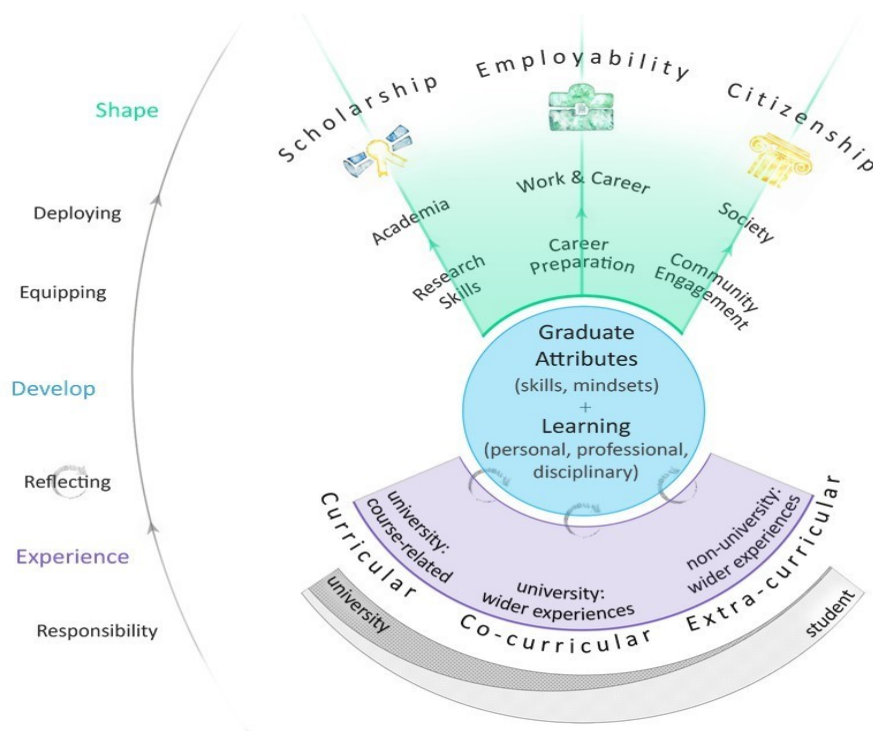 Shape
Deploying
Equipping
Develop
Reflecting
Experience
Responsibility
Scholarship
Employability
Citizenship
Academia
Work & Career
Society
Research
Skills
Career
Preparation
Community
Engagement
Graduate
Attributes
(skills, mindsets)
+
Learning
(personal, professional,
disciplinary)
Curricular
university:
course-related
Co-curricular
university:
wider experiences
Extra-curricular
non-university:
wider experiences
university
student